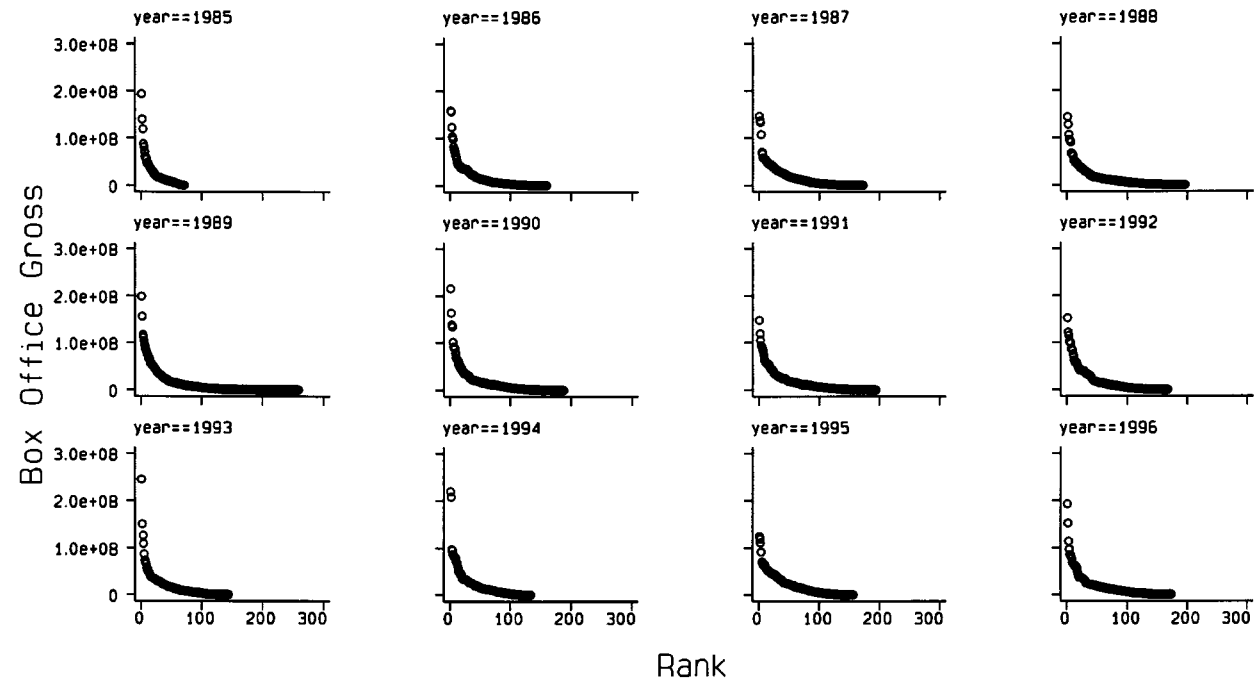 year==1985 year==1986 year==1987 year==1988
3.0e+08
2.0e+08
1.0e+08
0
year==1989 year==1990 year==1991 year==1992
3.0e+08
2.0e+08
1.0e+08
0
year==1993 year==1994 year==1995 year==1996
3.0e+08
2.0e+08
1.0e+08
0
0 100 200 300 0 100 200 300 0 100 200 300 0 100 200 300
Box Office Gross
Rank